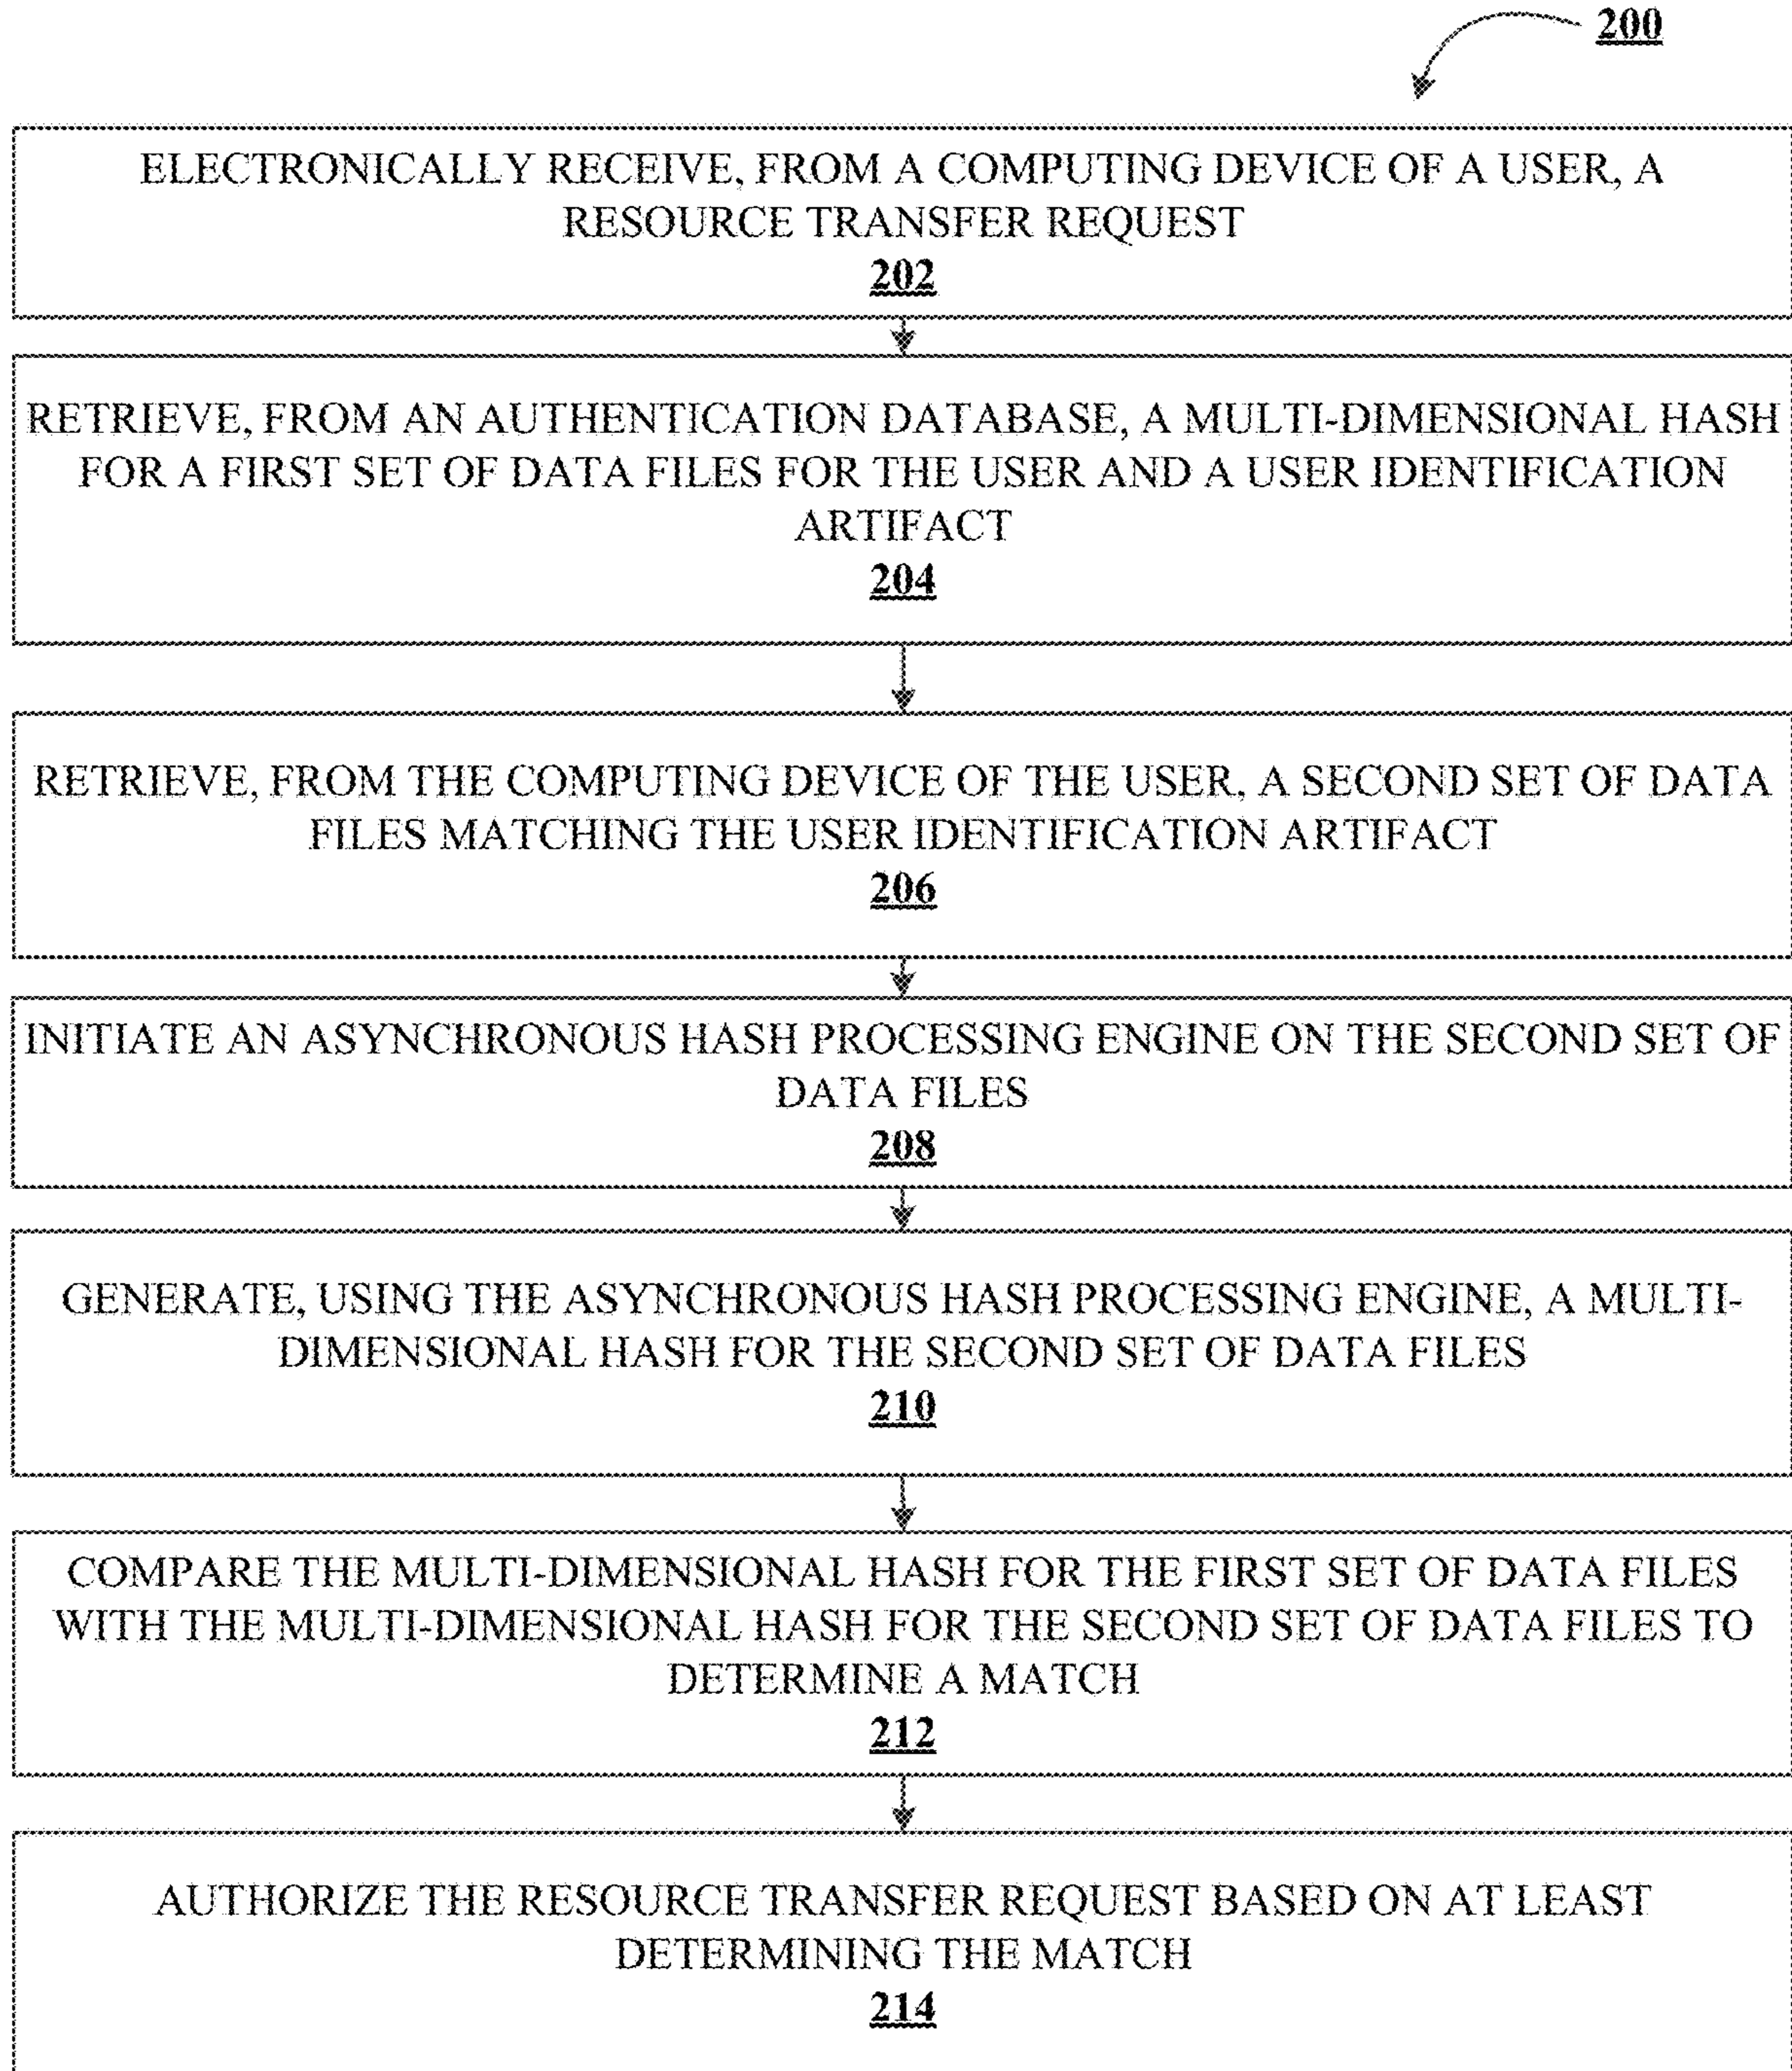 200
ELECTRONICALLY RECEIVE, FROM A COMPUTING DEVICE OF A USER, A
RESOURCE TRANSFER REQUEST
202
RETRIEVE, FROM AN AUTHENTICATION DATABASE, A MULTI-DIMENSIONAL HASH
FOR A FIRST SET OF DATA FILES FOR THE USER AND A USER IDENTIFICATION
ARTIFACT
204
RETRIEVE, FROM THE COMPUTING DEVICE OF THE USER, A SECOND SET OF DATA
FILES MATCHING THE USER IDENTIFICATION ARTIFACT
206
INITIATE AN ASYNCHRONOUS HASH PROCESSING ENGINE ON THE SECOND SET OF
DATA FILES
208
GENERATE, USING THE ASYNCHRONOUS HASH PROCESSING ENGINE, A MULTI-
DIMENSIONAL HASH FOR THE SECOND SET OF DATA FILES
210
COMPARE THE MULTI-DIMENSIONAL HASH FOR THE FIRST SET OF DATA FILES
WITH THE MULTI-DIMENSIONAL HASH FOR THE SECOND SET OF DATA FILES TO
DETERMINE A MATCH
212
AUTHORIZE THE RESOURCE TRANSFER REQUEST BASED ON AT LEAST
DETERMINING THE MATCH
214